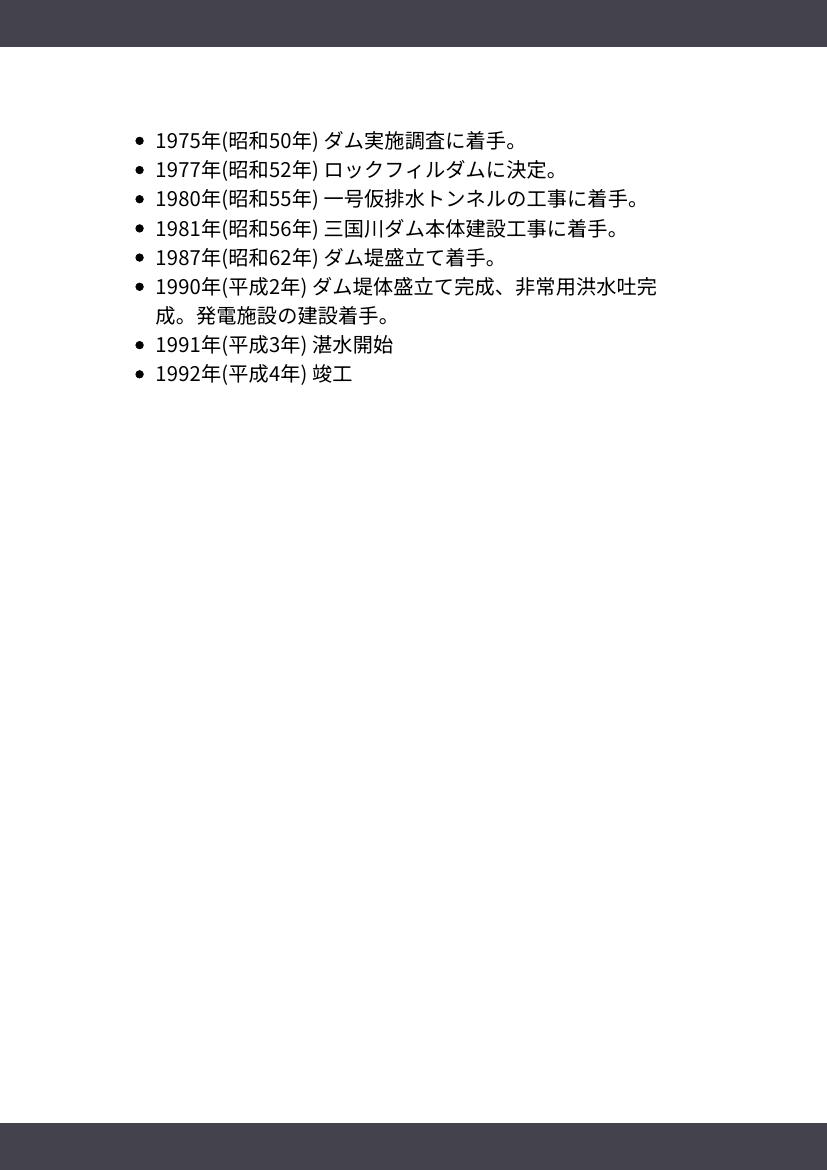 • 1975年(昭和50年) ダム実施調査に着手。
• 1977年(昭和52年) ロックフィルダムに決定。
• 1980年(昭和55年) 一号仮排水トンネルの工事に着手。
• 1981年(昭和56年) 三国川ダム本体建設工事に着手。
• 1987年(昭和62年) ダム堤盛立て着手。
• 1990年(平成2年) ダム堤体盛立て完成、非常用洪水吐完
成。発電施設の建設着手。
• 1991年(平成3年) 湛水開始
• 1992年(平成4年) 竣工